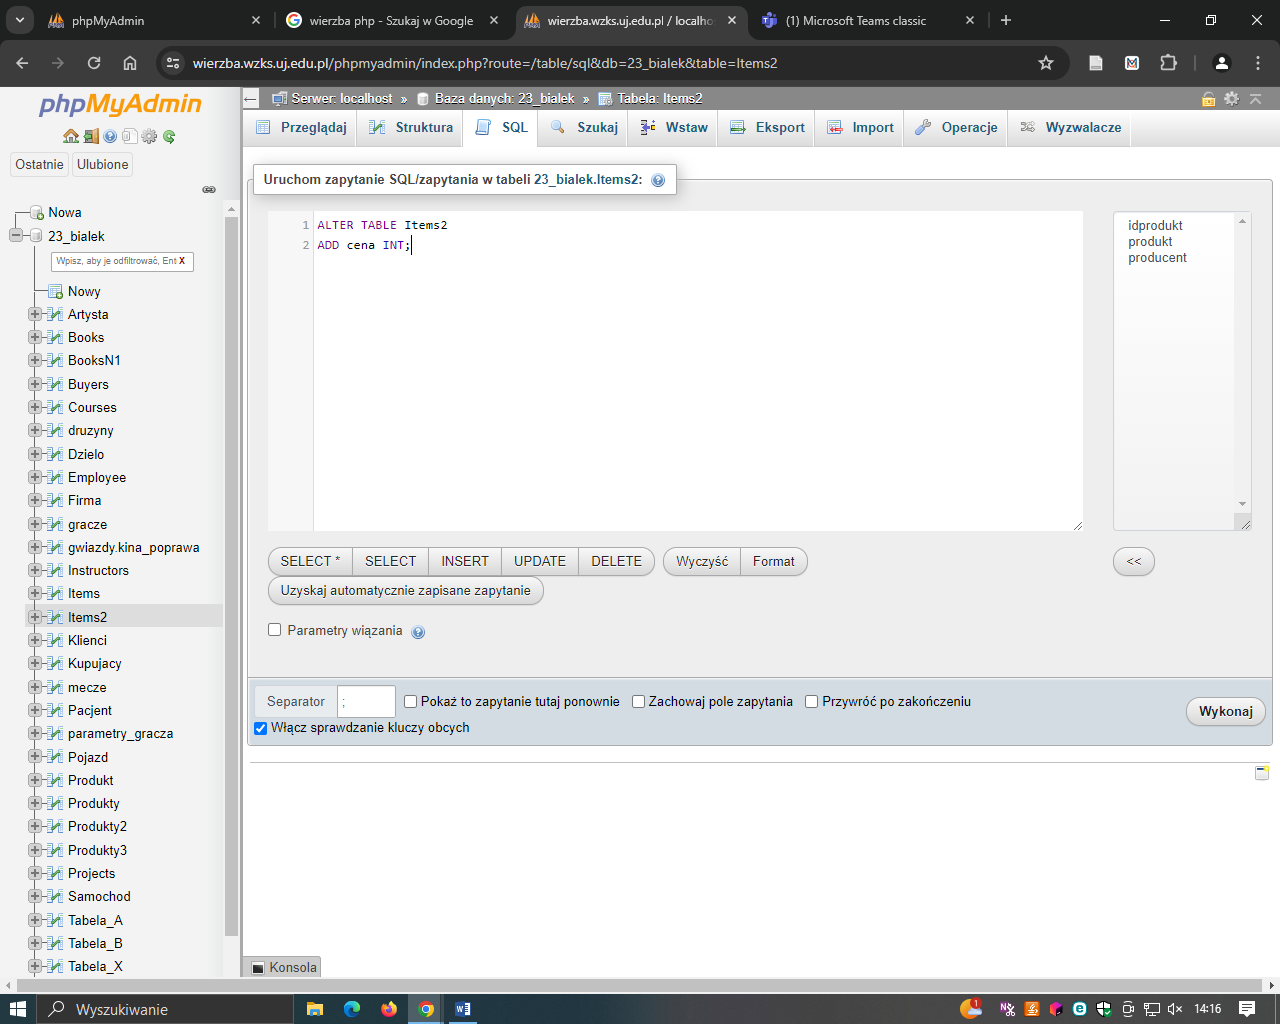 phpMyAdmin
wierzba php - Szukaj w Google
wierzba.wzks.uj.edu.pl / localho
(1) Microsoft Teams classic
wierzba.wzks.uj.edu.pl/phpmyadmin/index.php?route=/table/sql&db=23_bialek&table=Items2
phpMyAdmin
Ostatnie
Ulubione
Nowa
23_bialek
Wpisz, aby je odfiltrować, Ent X
Nowy
Artysta
Books
BooksN1
Buyers
Courses
druzyny
Dzielo
Employee
Firma
gracze
gwiazdy.kina_poprawa
Instructors
Items
Items2
Klienci
Kupujacy
mecze
Pacjent
parametry_gracza
Pojazd
Produkt
Produkty
Produkty2
Produkty3
Projects
Samochod
Tabela_A
Tabela_B
Tabela_X
Serwer: localhost » Baza danych: 23_bialek » Tabela: Items2
Przeglądaj
Struktura
SQL
Szukaj
Wstaw
Eksport
Import
Operacje
Wyzwalacze
Uruchom zapytanie SQL/zapytania w tabeli 23_bialek.Items2:
1 ALTER TABLE Items2
2 ADD cena INT;
idprodukt
produkt
producent
SELECT *
SELECT
INSERT
UPDATE
DELETE
Wyczyść
Format
<<
Uzyskaj automatycznie zapisane zapytanie
Parametry wiązania
Separator
;
Pokaż to zapytanie tutaj ponownie
Zachowaj pole zapytania
Przywróć po zakończeniu
Włącz sprawdzanie kluczy obcych
Wykonaj
Konsola
Wyszukiwanie
1
14:16